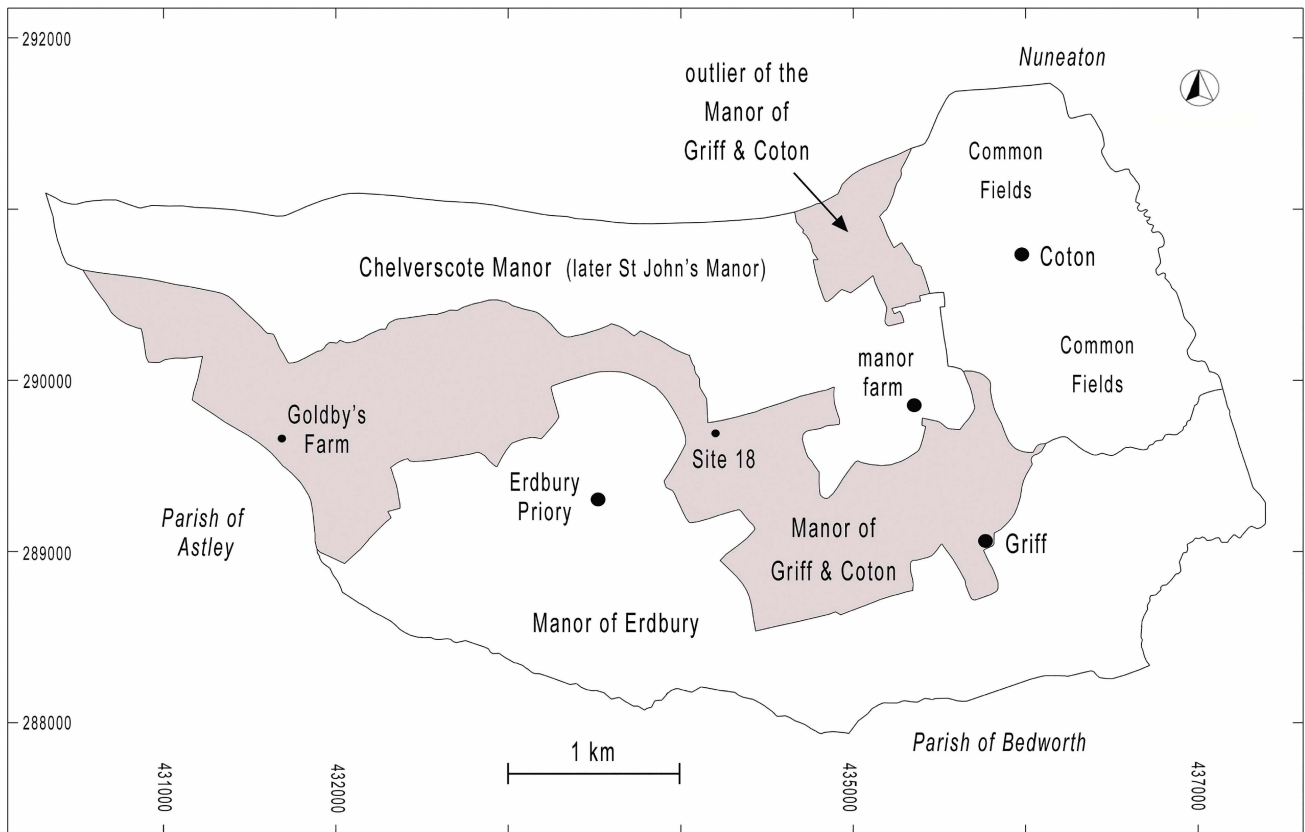 292000
Nuneaton
outlier of the
Manor of
Griff & Coton
Common
Fields
Coton
Chelverscote Manor (later St John's Manor)
Common
Fields
manor
farm
290000
Goldby's
Farm
Site 18
Erdbury
Priory
Parish of
Astley
Manor of
Griff & Coton
Griff
289000
Manor of Erdbury
288000
Parish of Bedworth
1 km
431000
432000
435000
437000